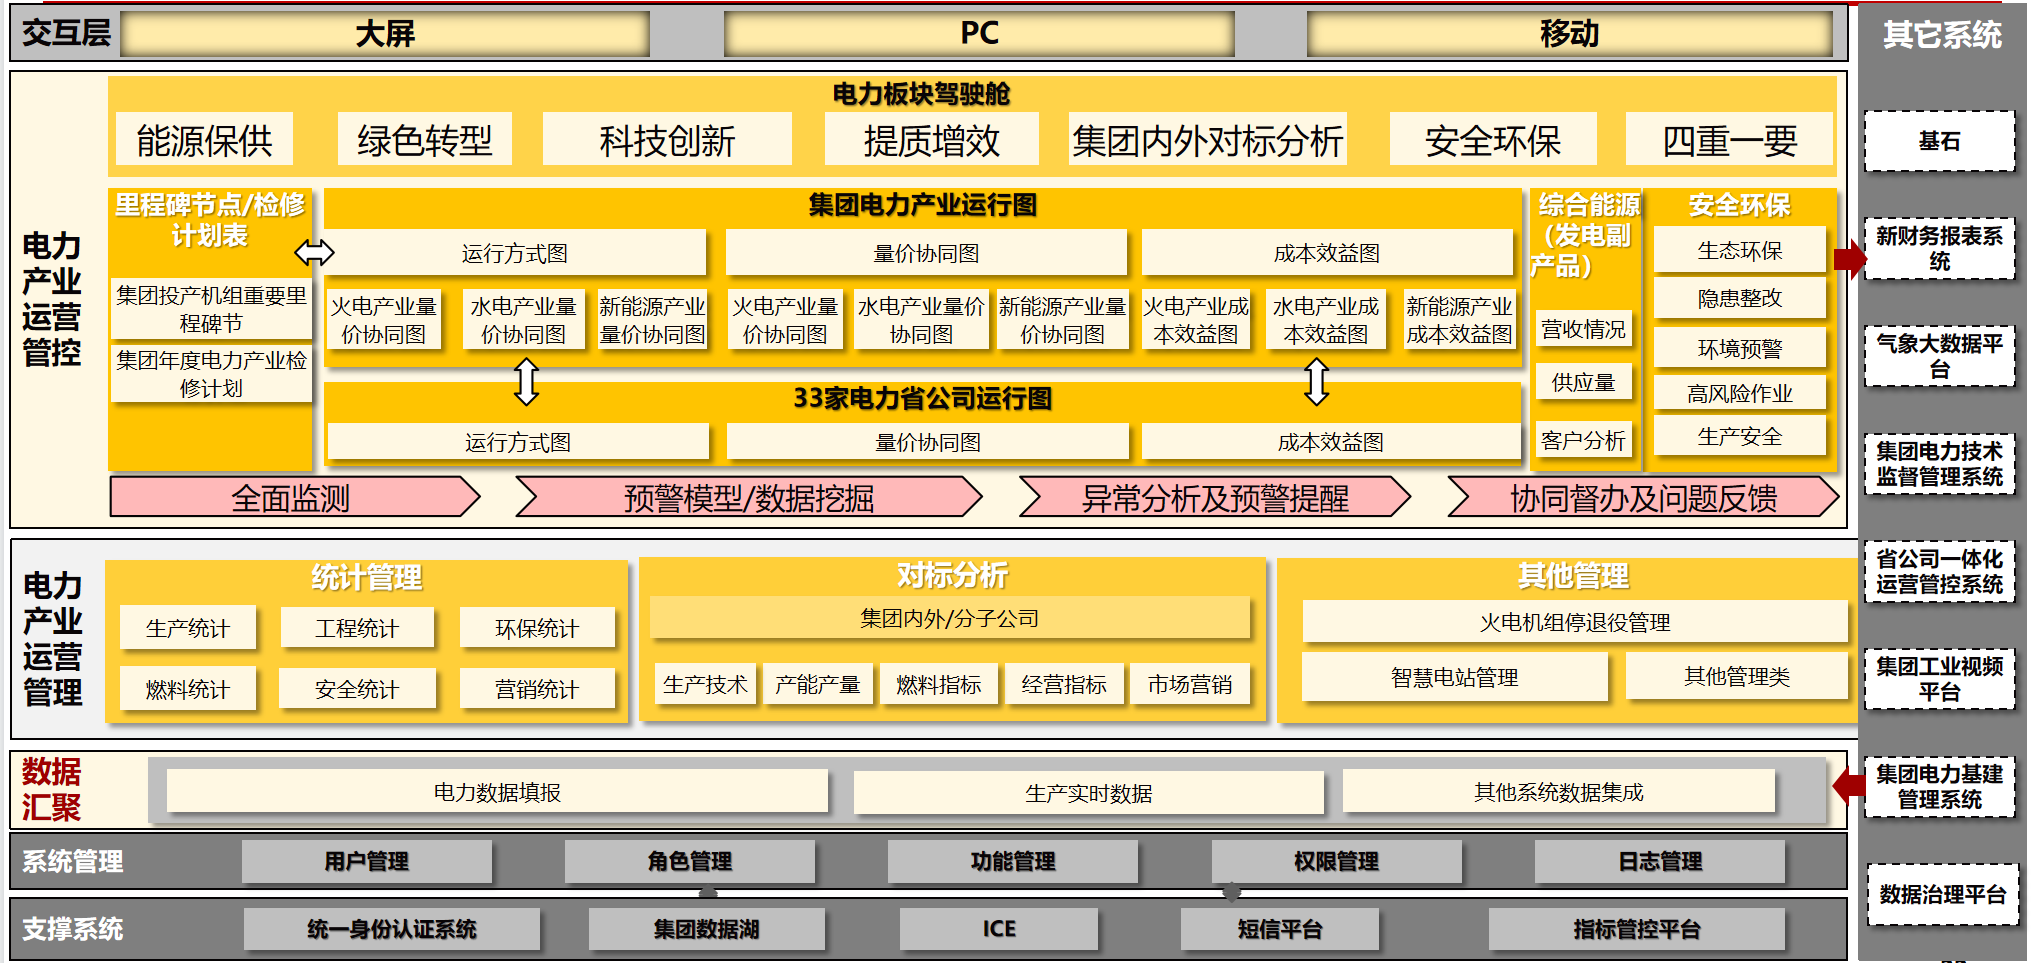 交互层
大屏
PC
移动
其它系统
电力板块驾驶舱
能源保供
绿色转型
科技创新
提质增效
集团内外对标分析
安全环保
四重一要
电力
产业
运营
管控
里程碑节点/检修
计划表
集团投产机组重要里
程碑节
集团年度电力产业检
修计划
集团电力产业运行图
运行方式图
量价协同图
成本效益图
火电产业量
价协同图
水电产业量
价协同图
新能源产业
量价协同图
火电产业量
价协同图
水电产业量价
协同图
新能源产业量
价协同图
火电产业成
本效益图
水电产业成
本效益图
新能源产业
成本效益图
33家电力省公司运行图
运行方式图
量价协同图
成本效益图
综合能源
（发电副
产品）
营收情况
供应量
客户分析
安全环保
生态环保
隐患整改
环境预警
高风险作业
生产安全
全面监测
预警模型/数据挖掘
异常分析及预警提醒
协同督办及问题反馈
电力
产业
运营
管理
统计管理
生产统计
工程统计
环保统计
燃料统计
安全统计
营销统计
对标分析
集团内外/分子公司
生产技术
产能产量
燃料指标
经营指标
市场营销
其他管理
火电机组停退役管理
智慧电站管理
其他管理类
数据
汇聚
电力数据填报
生产实时数据
其他系统数据集成
系统管理
用户管理
角色管理
功能管理
权限管理
日志管理
支撑系统
统一身份认证系统
集团数据湖
ICE
短信平台
指标管控平台
基石
新财务报表系
统
气象大数据平
台
集团电力技术
监督管理系统
省公司一体化
运营管控系统
集团工业视频
平台
集团电力基建
管理系统
数据治理平台